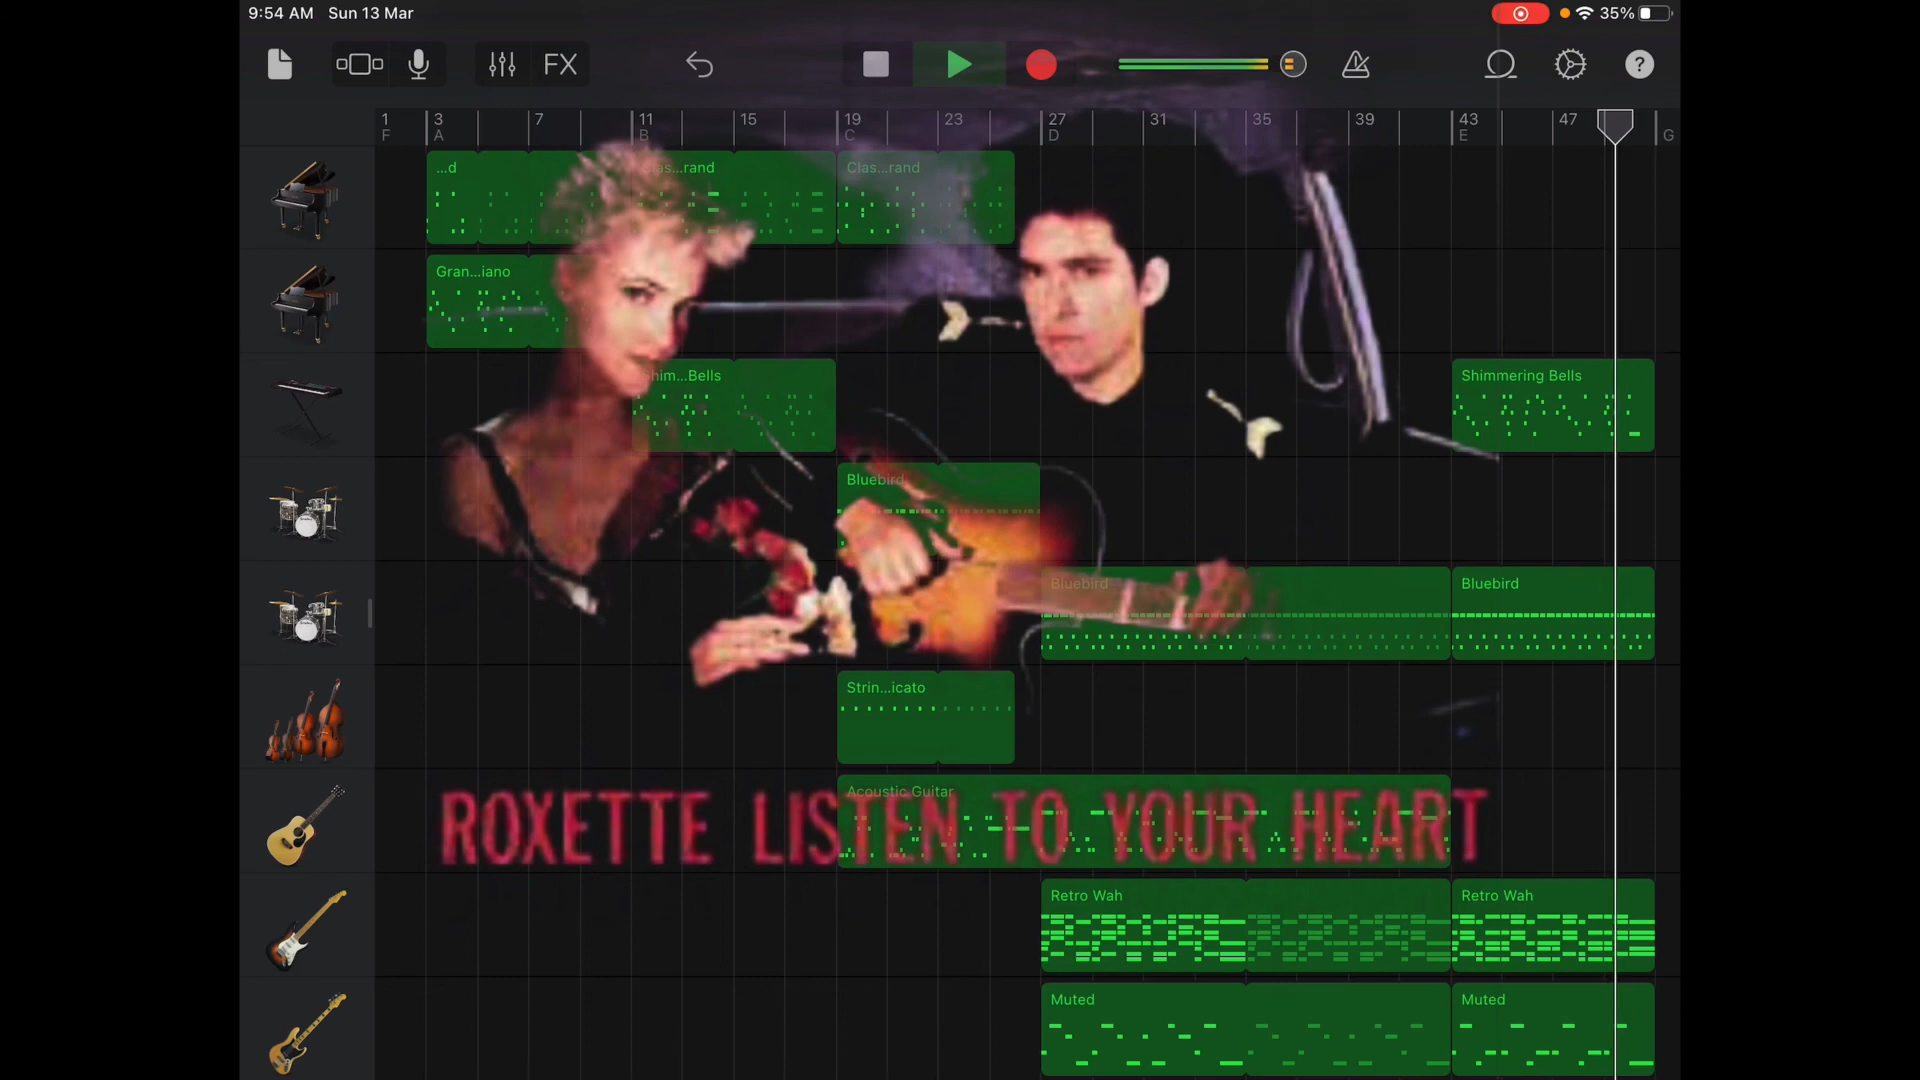 9:54 AM Sun 13 Mar
35%
FX
?
1 3 7 11 15 19 23 27 31 35 39 43 47
F A B C D E G
...d
Clas...rand
Gran...iano
Shim...Bells
Shimmering Bells
Bluebird
Bluebird
Bluebird
Strin...icato
Acoustic Guitar
ROXETTE LISTEN TO YOUR HEART
Retro Wah
Retro Wah
Muted
Muted